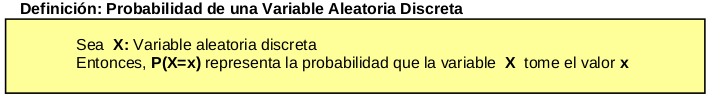 Definición: Probabilidad de una Variable Aleatoria Discreta
Sea X: Variable aleatoria discreta
Entonces, P(X=x) representa la probabilidad que la variable X tome el valor x